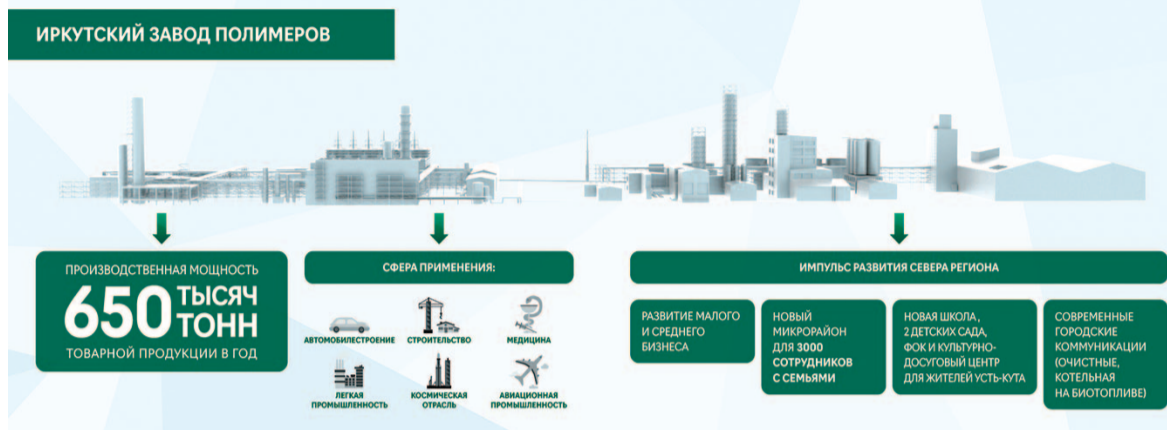 ИРКУТСКИЙ ЗАВОД ПОЛИМЕРОВ
ПРОИЗВОДСТВЕННАЯ МОЩНОСТЬ
650 ТЫСЯЧ
ТОНН
ТОВАРНОЙ ПРОДУКЦИИ В ГОД
СФЕРА ПРИМЕНЕНИЯ:
АВТОМОБИЛЕСТРОЕНИЕ
СТРОИТЕЛЬСТВО
МЕДИЦИНА
ЛЕГКАЯ
ПРОМЫШЛЕННОСТЬ
КОСМИЧЕСКАЯ
ОТРАСЛЬ
АВИАЦИОННАЯ
ПРОМЫШЛЕННОСТЬ
ИМПУЛЬС РАЗВИТИЯ СЕВЕРА РЕГИОНА
РАЗВИТИЕ МАЛОГО
И СРЕДНЕГО
БИЗНЕСА
НОВЫЙ
МИКРОРАЙОН
ДЛЯ 3000
СОТРУДНИКОВ
С СЕМЬЯМИ
НОВАЯ ШКОЛА ,
2 ДЕТСКИХ САДА,
ФОК И КУЛЬТУРНО-
ДОСУГОВЫЙ ЦЕНТР
ДЛЯ ЖИТЕЛЕЙ УСТЬ-КУТА
СОВРЕМЕННЫЕ
ГОРОДСКИЕ
КОММУНИКАЦИИ
(ОЧИСТНЫЕ,
КОТЕЛЬНАЯ
НА БИОТОПЛИВЕ)